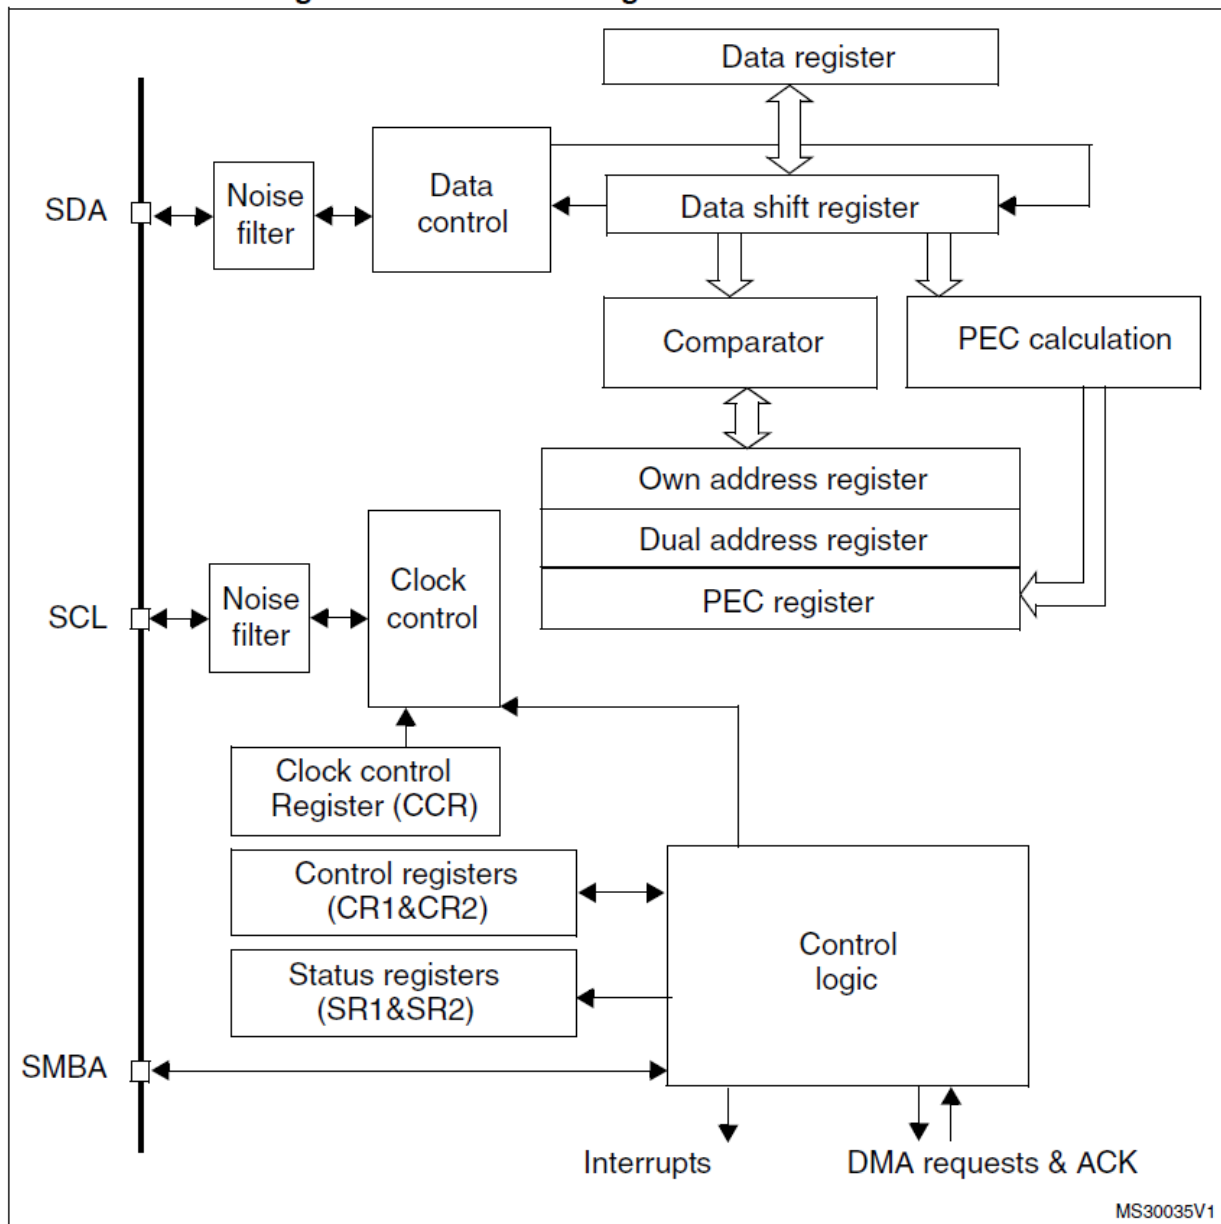 Data register
SDA
Noise
filter
Data
control
Data shift register
Comparator
PEC calculation
Own address register
Dual address register
PEC register
SCL
Noise
filter
Clock
control
Clock control
Register (CCR)
Control registers
(CR1&CR2)
Status registers
(SR1&SR2)
Control
logic
SMBA
Interrupts
DMA requests & ACK
MS30035V1